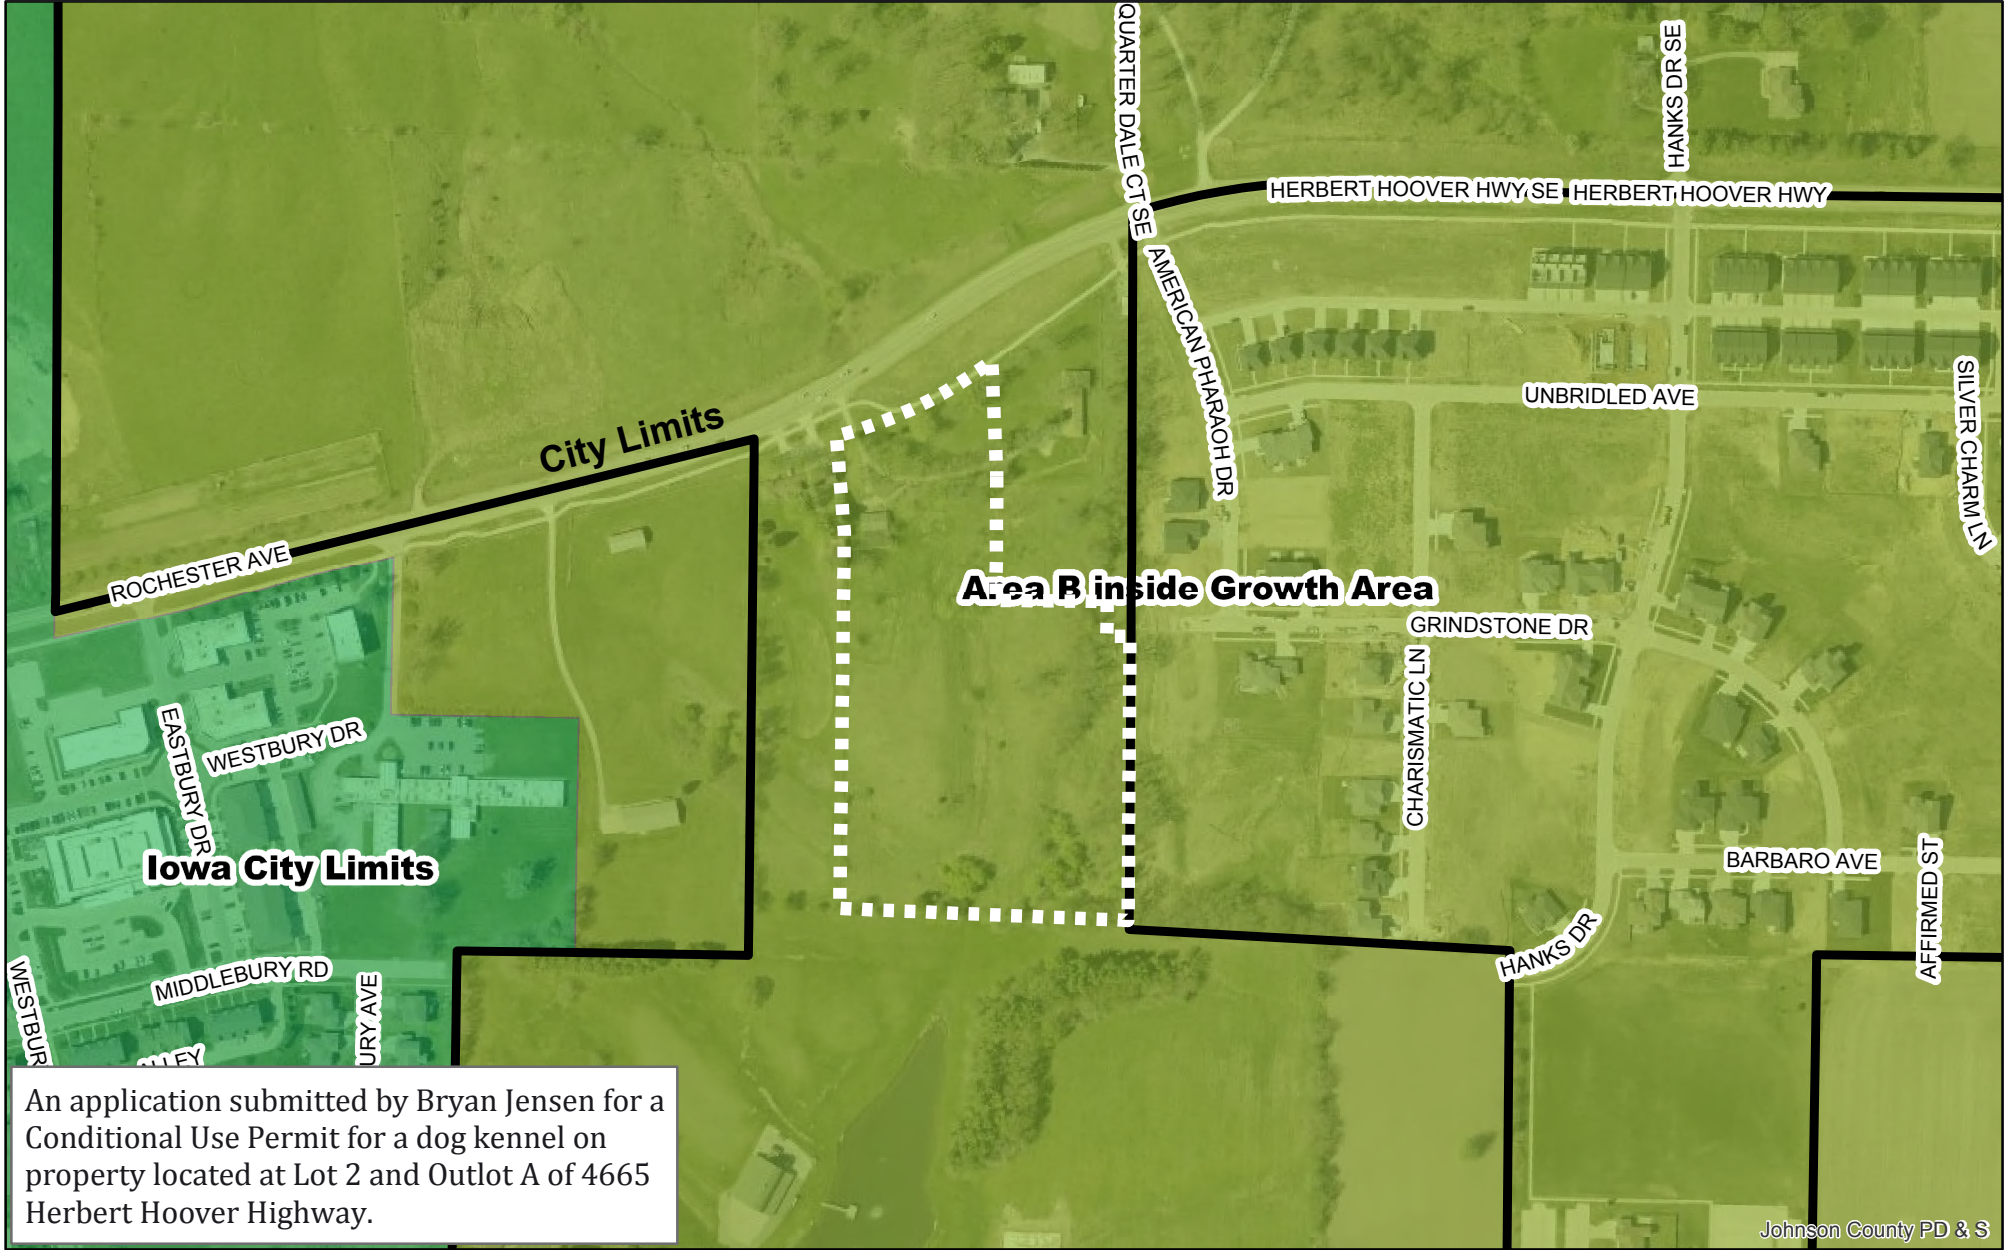 QUARTER DALE CT SE
HANKS DR SE
HERBERT HOOVER HWY SE
HERBERT HOOVER HWY
AMERICAN PHARAOH DR
UNBRIDLED AVE
SILVER CHARM LN
City Limits
ROCHESTER AVE
Area B inside Growth Area
GRINDSTONE DR
CHARISMATIC LN
EASTBURY DR
WESTBURY DR
Iowa City Limits
BARBARO AVE
AFFIRMED ST
HANKS DR
MIDDLEBURY RD
WESTBUR
URY AVE
ALLEY
An application submitted by Bryan Jensen for a
Conditional Use Permit for a dog kennel on
property located at Lot 2 and Outlot A of 4665
Herbert Hoover Highway.
Johnson County PD & S